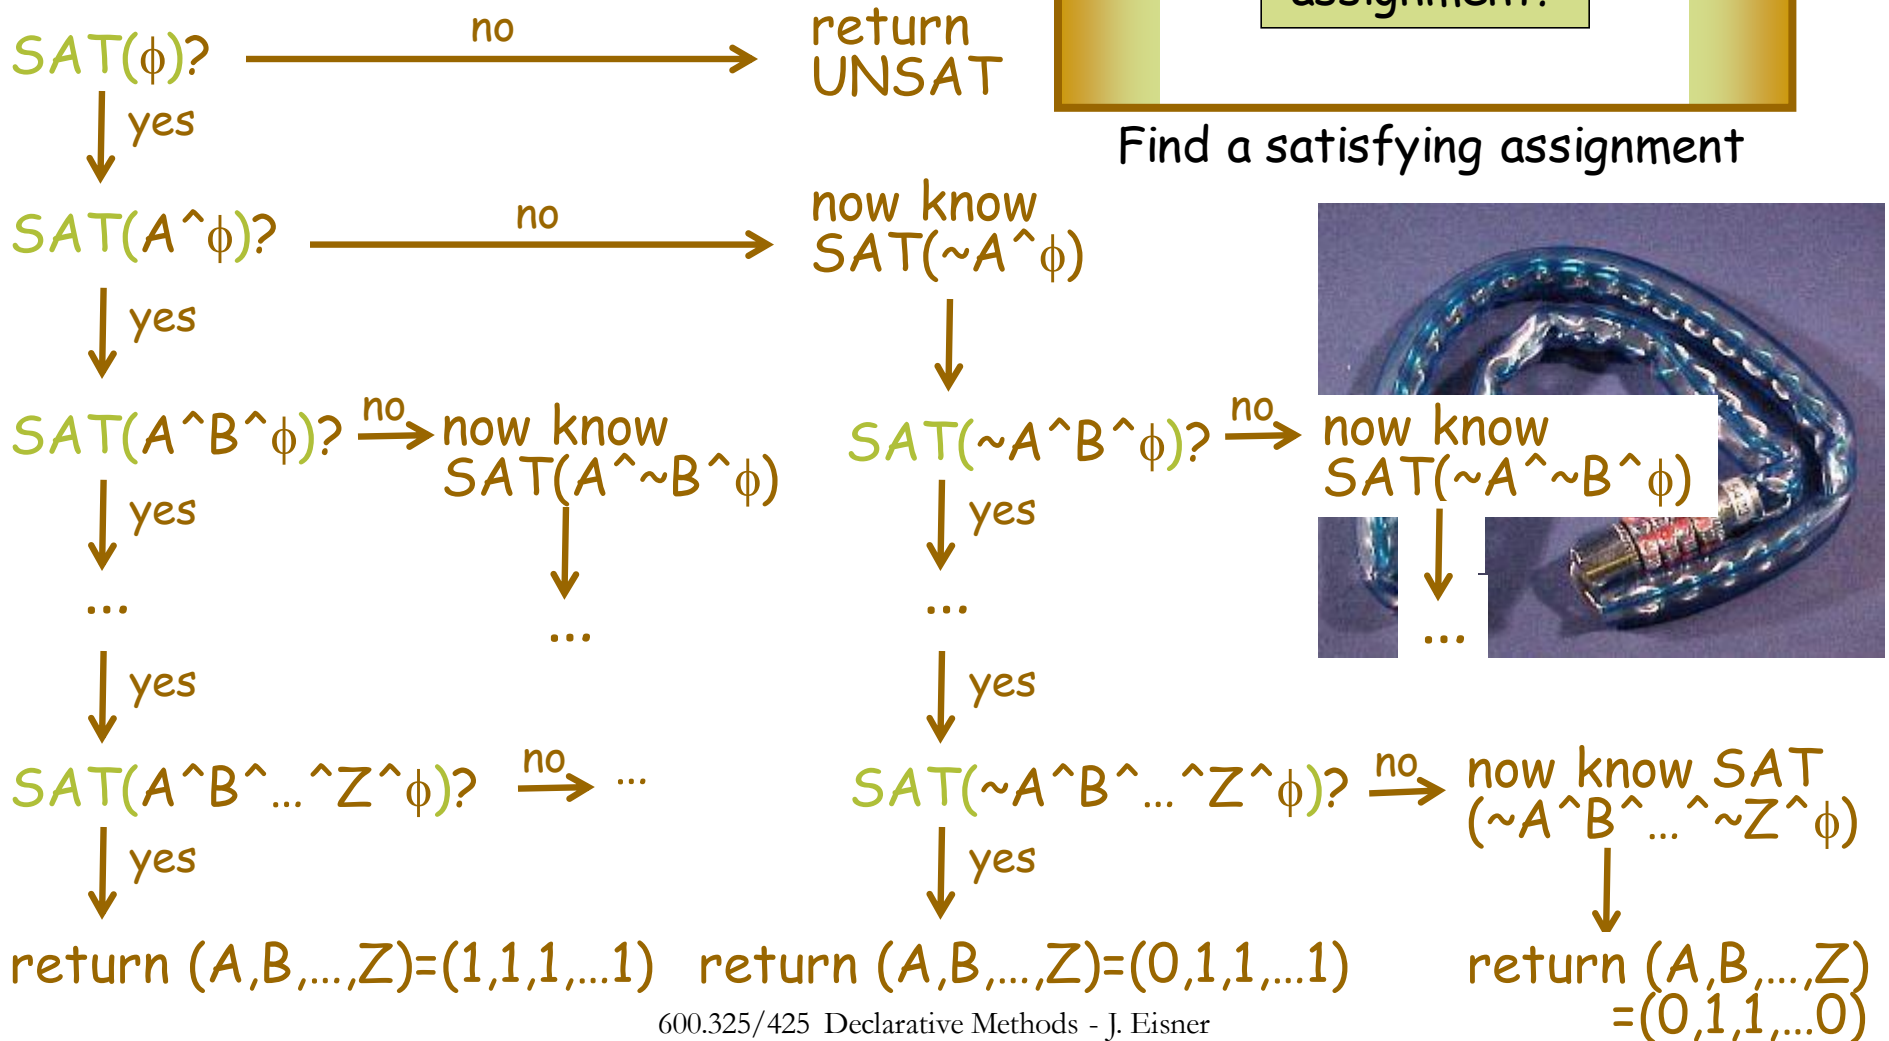 assignment?
SAT(ϕ)?
no
return
UNSAT
yes
Find a satisfying assignment
SAT(A^ϕ)?
no
now know
SAT(~A^ϕ)
yes
SAT(A^B^ϕ)?
no
now know
SAT(A^~B^ϕ)
SAT(~A^B^ϕ)?
no
now know
SAT(~A^~B^ϕ)
yes
yes
...
...
...
...
yes
yes
SAT(A^B^...^Z^ϕ)?
no
...
SAT(~A^B^...^Z^ϕ)?
no
now know SAT
(~A^B^...^~Z^ϕ)
yes
yes
return (A,B,...,Z)=(1,1,1,...1)
return (A,B,...,Z)=(0,1,1,...1)
return (A,B,...,Z)
=(0,1,1,...0)
600.325/425 Declarative Methods - J. Eisner